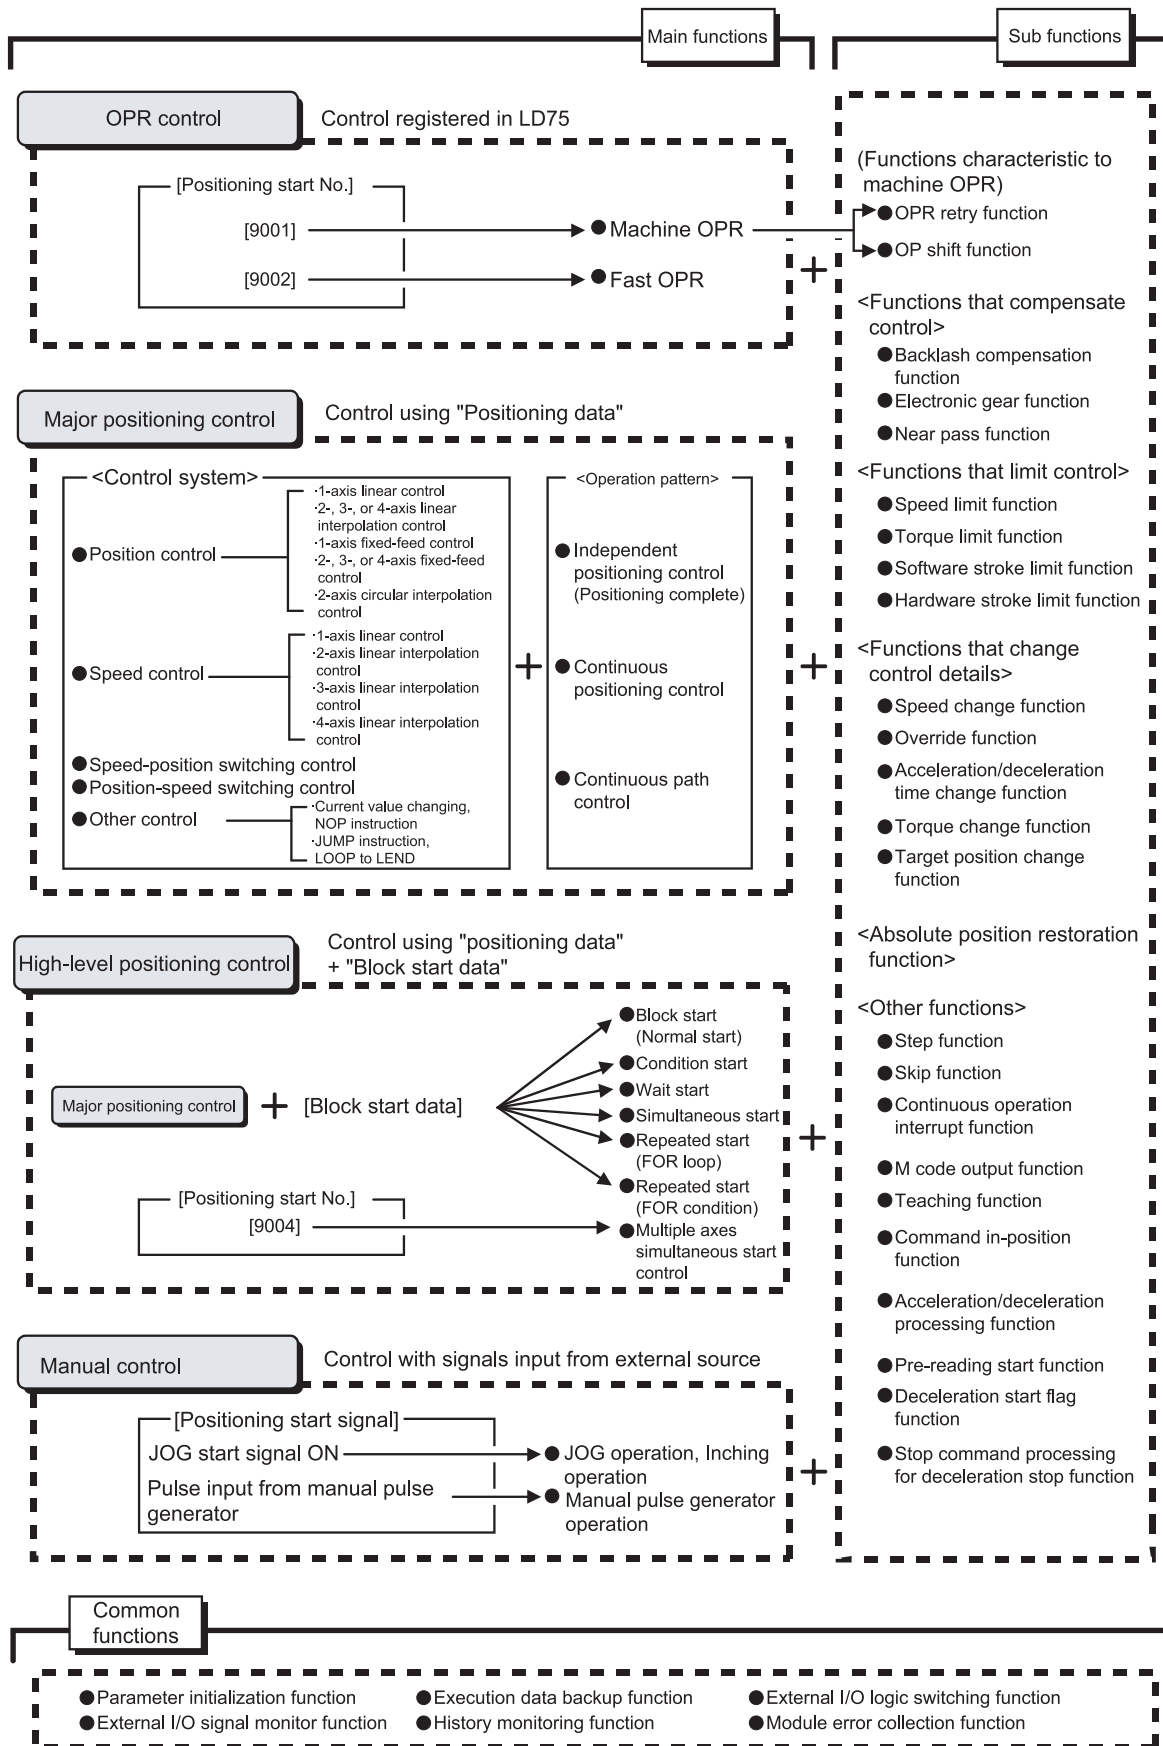 Main functions
Sub functions
OPR control
Control registered in LD75
[Positioning start No.]
[9001]
● Machine OPR
[9002]
● Fast OPR
+
(Functions characteristic to
machine OPR)
● OPR retry function
● OP shift function
<Functions that compensate
control>
● Backlash compensation
function
● Electronic gear function
● Near pass function
<Functions that limit control>
● Speed limit function
● Torque limit function
● Software stroke limit function
● Hardware stroke limit function
<Functions that change
control details>
● Speed change function
● Override function
● Acceleration/deceleration
time change function
● Torque change function
● Target position change
function
<Absolute position restoration
function>
<Other functions>
● Step function
● Skip function
● Continuous operation
interrupt function
● M code output function
● Teaching function
● Command in-position
function
● Acceleration/deceleration
processing function
● Pre-reading start function
● Deceleration start flag
function
● Stop command processing
for deceleration stop function
Major positioning control
Control using "Positioning data"
<Control system>
● Position control
·1-axis linear control
·2-, 3-, or 4-axis linear
interpolation control
·1-axis fixed-feed control
·2-, 3-, or 4-axis fixed-feed
control
·2-axis circular interpolation
control
● Speed control
·1-axis linear control
·2-axis linear interpolation
control
·3-axis linear interpolation
control
·4-axis linear interpolation
control
● Speed-position switching control
● Position-speed switching control
● Other control
·Current value changing,
NOP instruction
·JUMP instruction,
LOOP to LEND
+
<Operation pattern>
● Independent
positioning control
(Positioning complete)
● Continuous
positioning control
● Continuous path
control
+
High-level positioning control
Control using "positioning data"
+ "Block start data"
Major positioning control
+
[Block start data]
● Block start
(Normal start)
● Condition start
● Wait start
● Simultaneous start
● Repeated start
(FOR loop)
● Repeated start
(FOR condition)
[Positioning start No.]
[9004]
● Multiple axes
simultaneous start
control
+
Manual control
Control with signals input from external source
[Positioning start signal]
JOG start signal ON
● JOG operation, Inching
operation
Pulse input from manual pulse
generator
● Manual pulse generator
operation
+
Common
functions
● Parameter initialization function
● Execution data backup function
● External I/O logic switching function
● External I/O signal monitor function
● History monitoring function
● Module error collection function